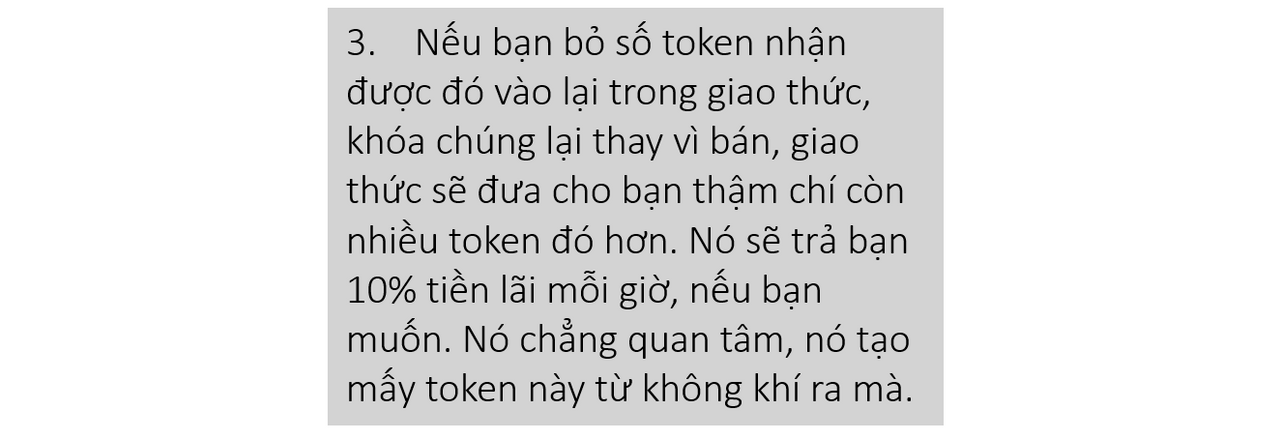 3. Nếu bạn bỏ số token nhận
được đó vào lại trong giao thức,
khóa chúng lại thay vì bán, giao
thức sẽ đưa cho bạn thậm chí còn
nhiều token đó hơn. Nó sẽ trả bạn
10% tiền lãi mỗi giờ, nếu bạn
muốn. Nó chẳng quan tâm, nó tạo
mấy token này từ không khí ra mà.